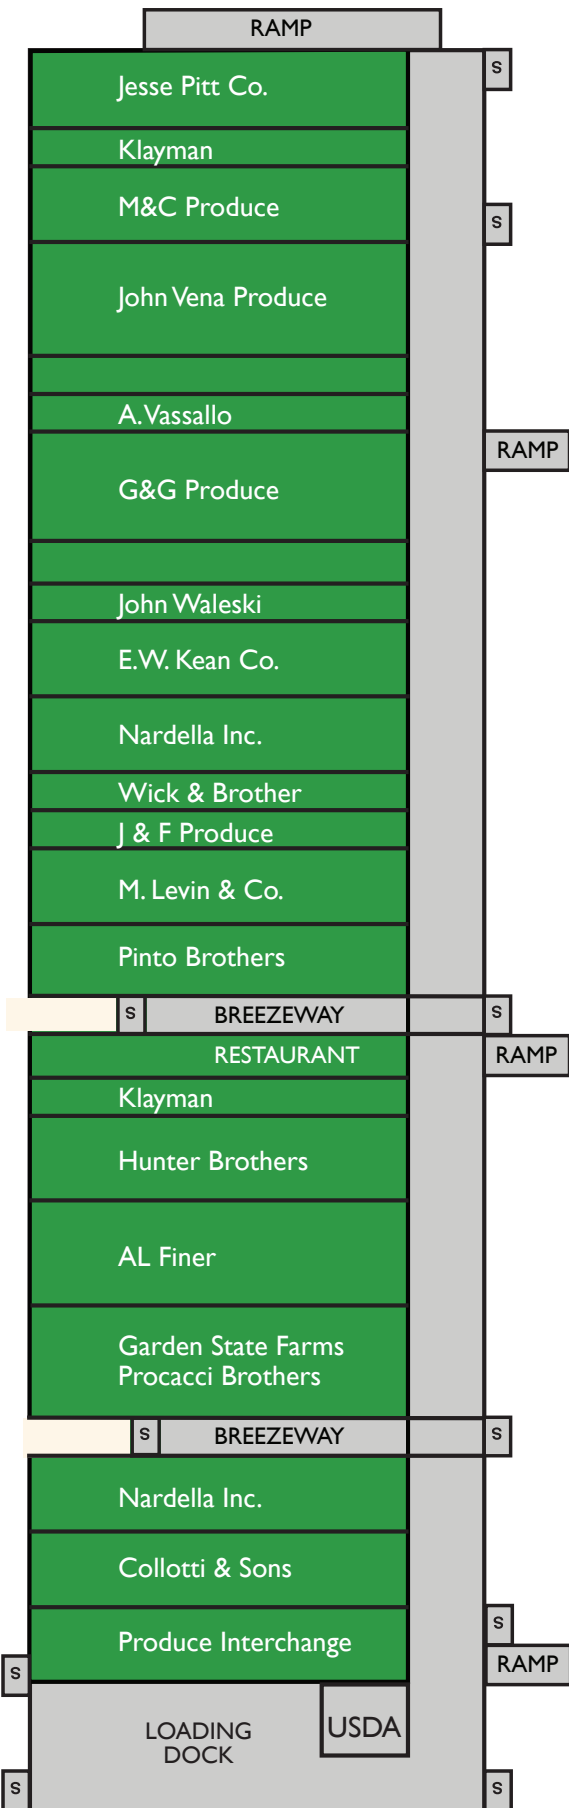 RAMP
S
Jesse Pitt Co.
Klayman
M&C Produce
S
John Vena Produce
A. Vassallo
RAMP
G&G Produce
John Waleski
E.W. Kean Co.
Nardella Inc.
Wick & Brother
J & F Produce
M. Levin & Co.
Pinto Brothers
S BREEZEWAY S
RESTAURANT RAMP
Klayman
Hunter Brothers
AL Finer
Garden State Farms
Procacci Brothers
S BREEZEWAY S
Nardella Inc.
Collotti & Sons
S
Produce Interchange
RAMP
S
USDA
LOADING
DOCK
S S